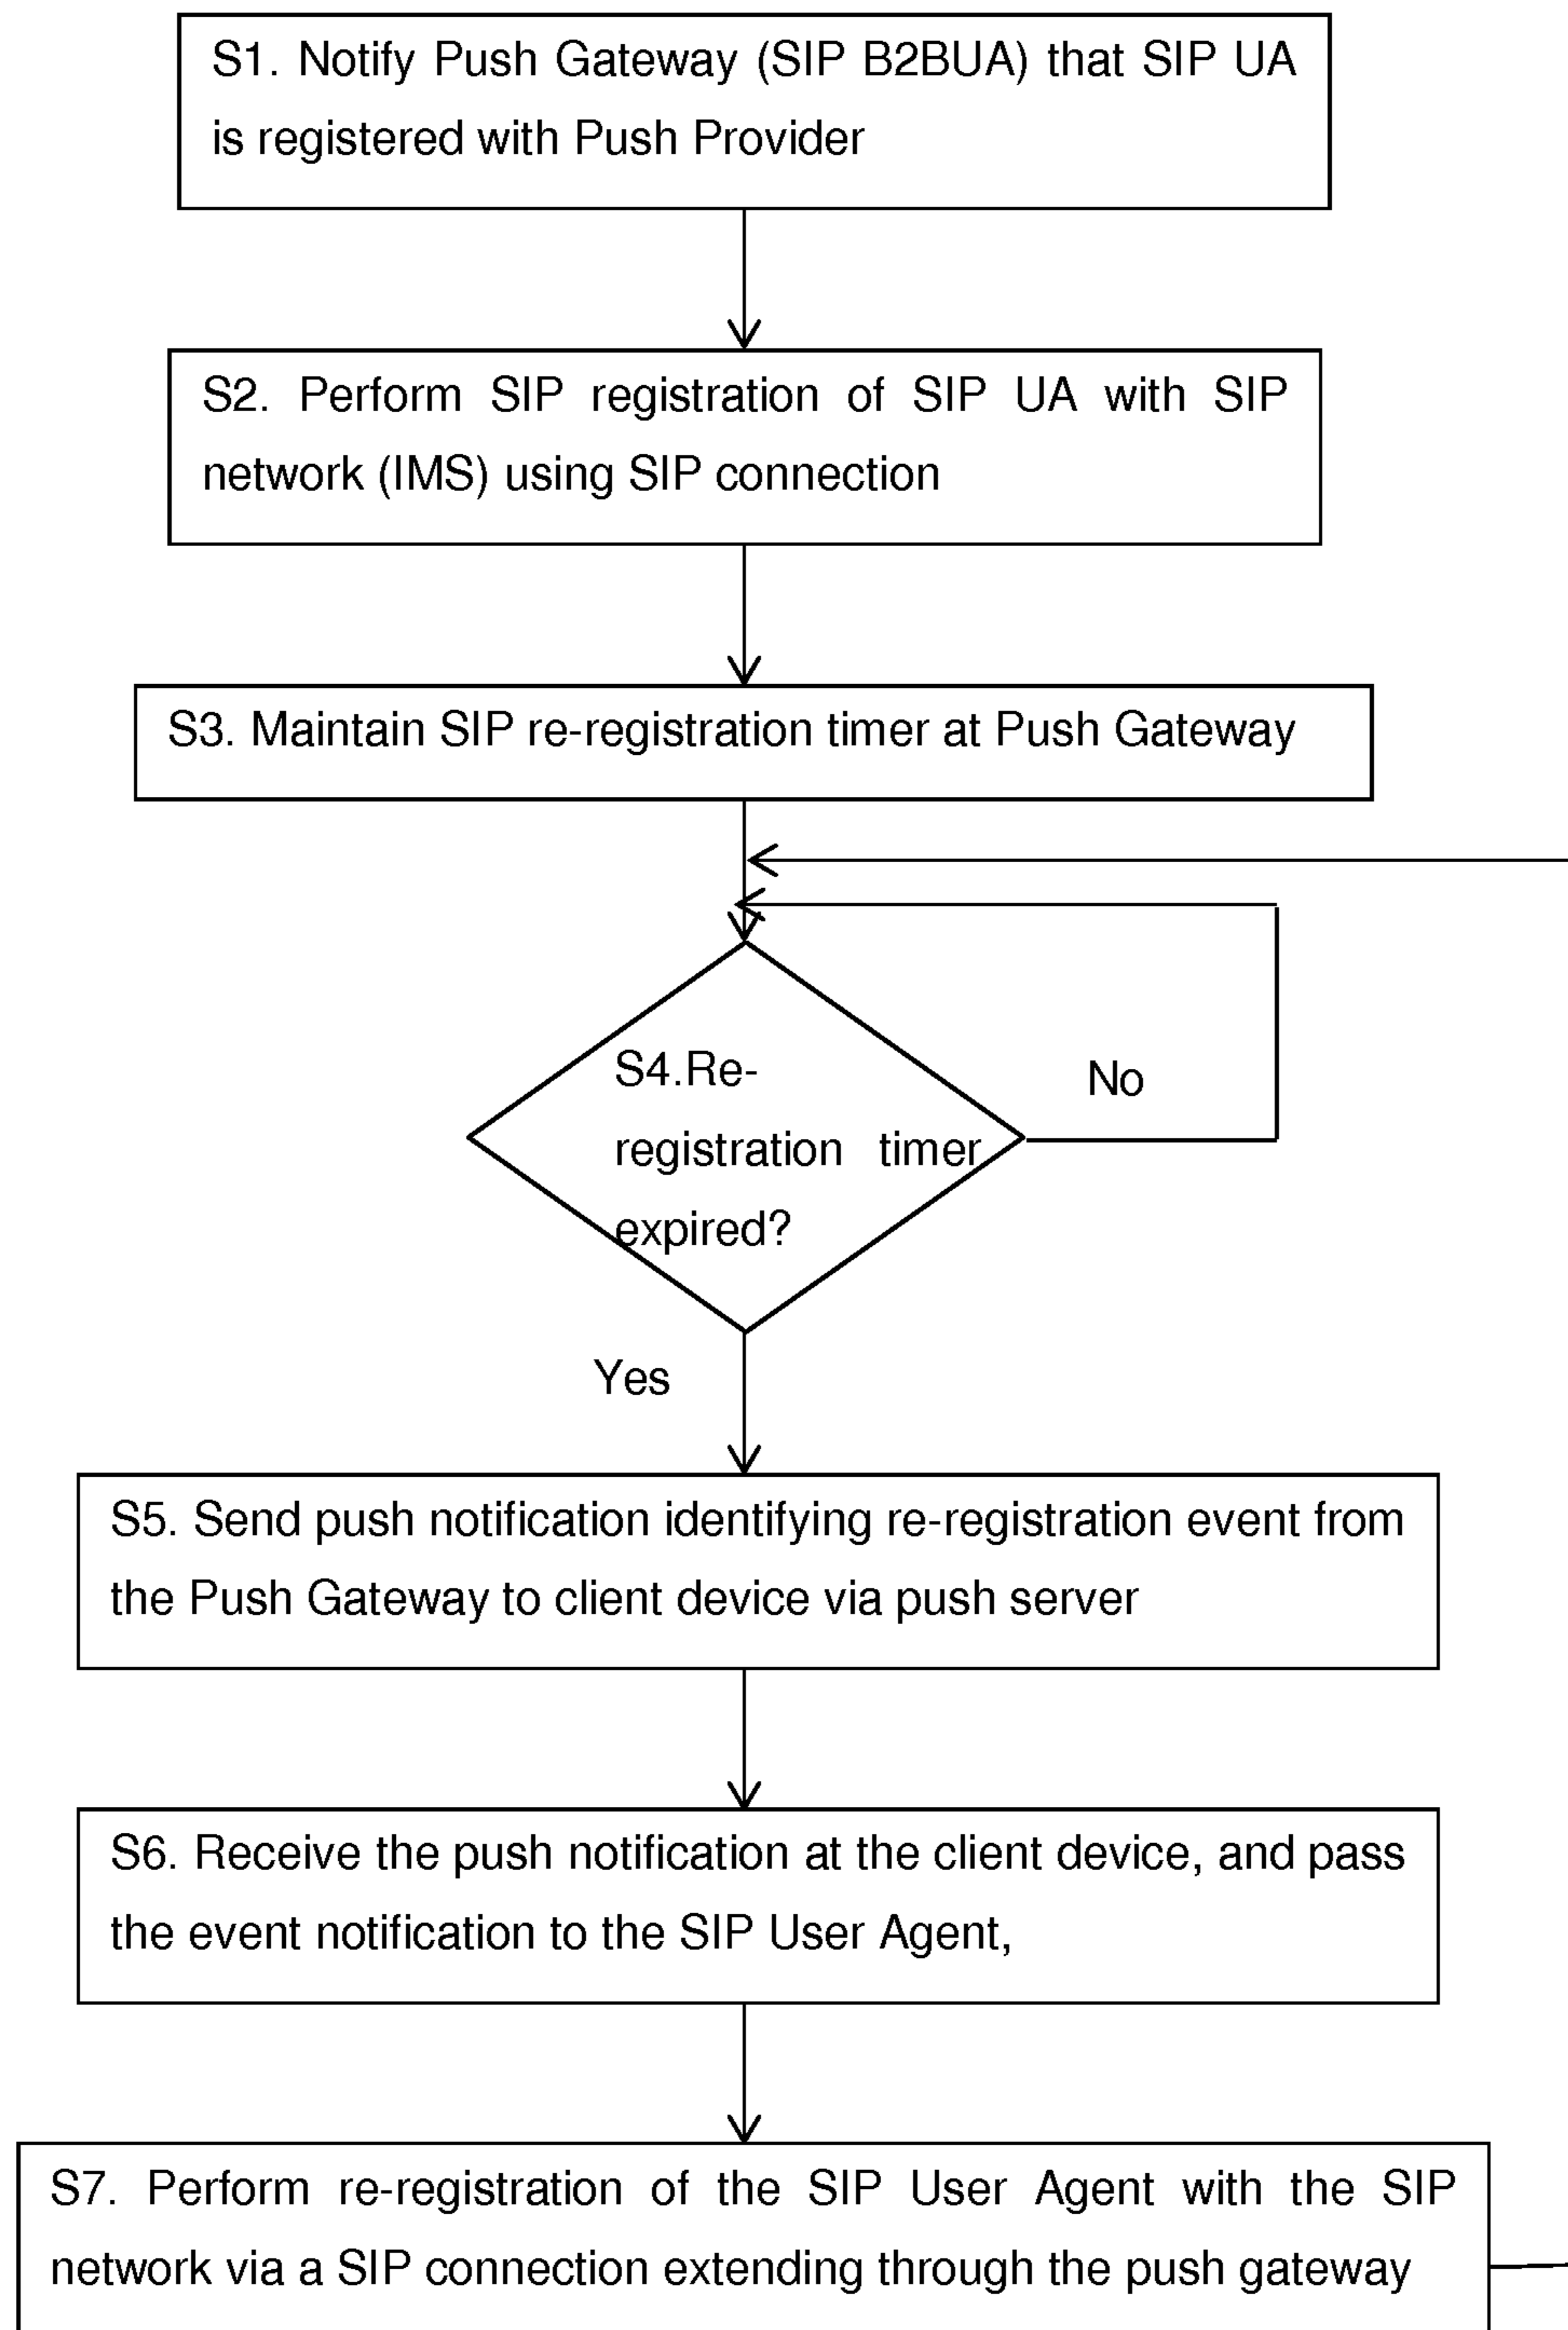 S1. Notify Push Gateway (SIP B2BUA) that SIP UA
is registered with Push Provider
S2. Perform SIP registration of SIP UA with SIP
network (IMS) using SIP connection
S3. Maintain SIP re-registration timer at Push Gateway
S4.Re-
registration timer
expired?
No
Yes
S5. Send push notification identifying re-registration event from
the Push Gateway to client device via push server
S6. Receive the push notification at the client device, and pass
the event notification to the SIP User Agent,
S7. Perform re-registration of the SIP User Agent with the SIP
network via a SIP connection extending through the push gateway